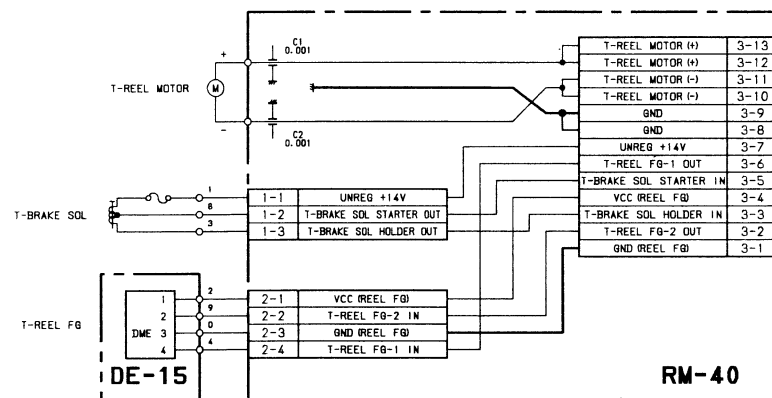 C1
0.001
T-REEL MOTOR
+
M
-
C2
0.001
T-REEL MOTOR (+) 3-13
T-REEL MOTOR (+) 3-12
T-REEL MOTOR (-) 3-11
T-REEL MOTOR (-) 3-10
GND 3-9
GND 3-8
UNREG +14V 3-7
T-REEL FG-1 OUT 3-6
T-BRAKE SOL STARTER IN 3-5
VCC (REEL FG) 3-4
T-BRAKE SOL HOLDER IN 3-3
T-REEL FG-2 OUT 3-2
GND (REEL FG) 3-1
T-BRAKE SOL
1 1-1 UNREG +14V
8 1-2 T-BRAKE SOL STARTER OUT
3 1-3 T-BRAKE SOL HOLDER OUT
T-REEL FG
DME
1 2 2-1 VCC (REEL FG)
2 9 2-2 T-REEL FG-2 IN
3 0 2-3 GND (REEL FG)
4 4 2-4 T-REEL FG-1 IN
DE-15
RM-40